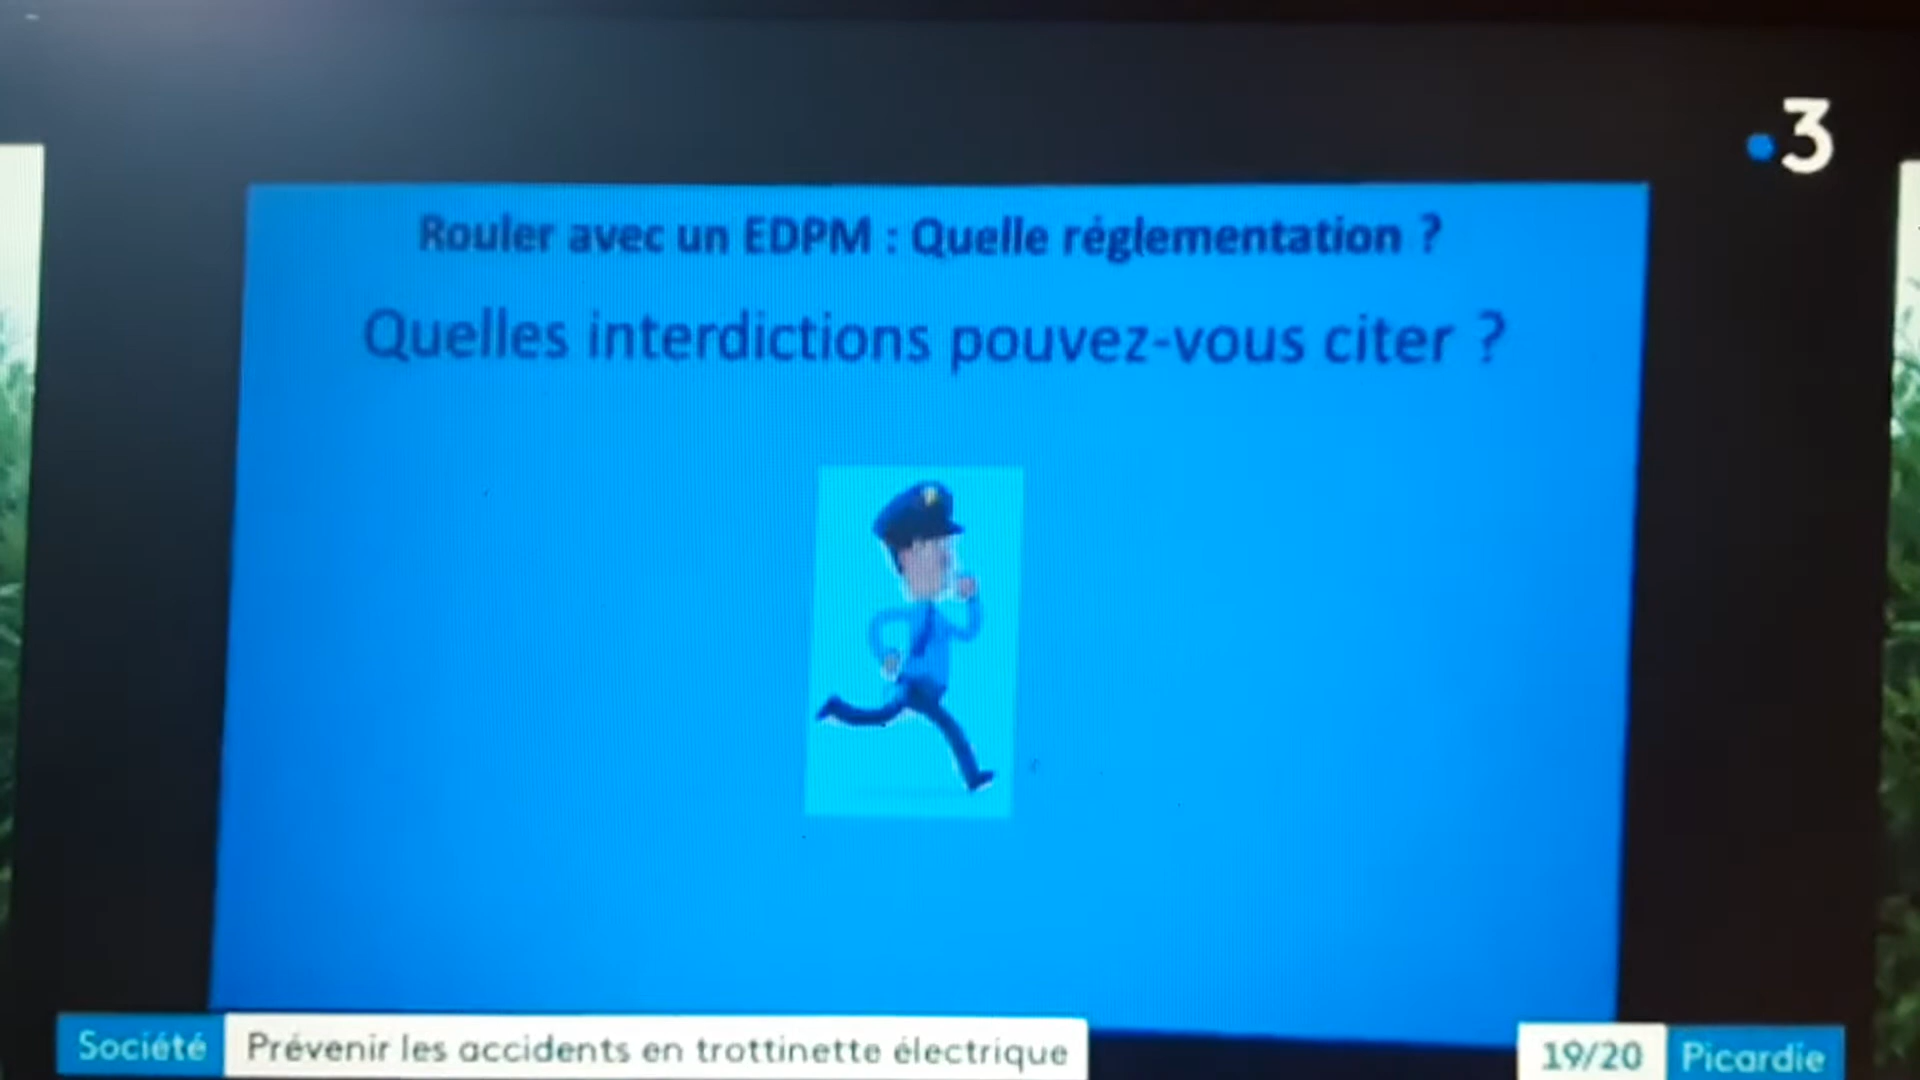 3
Rouler avec un EDPM : Quelle réglementation ?
Quelles interdictions pouvez-vous citer ?
Société Prévenir les accidents en trottinette électrique
19/20 Picardie